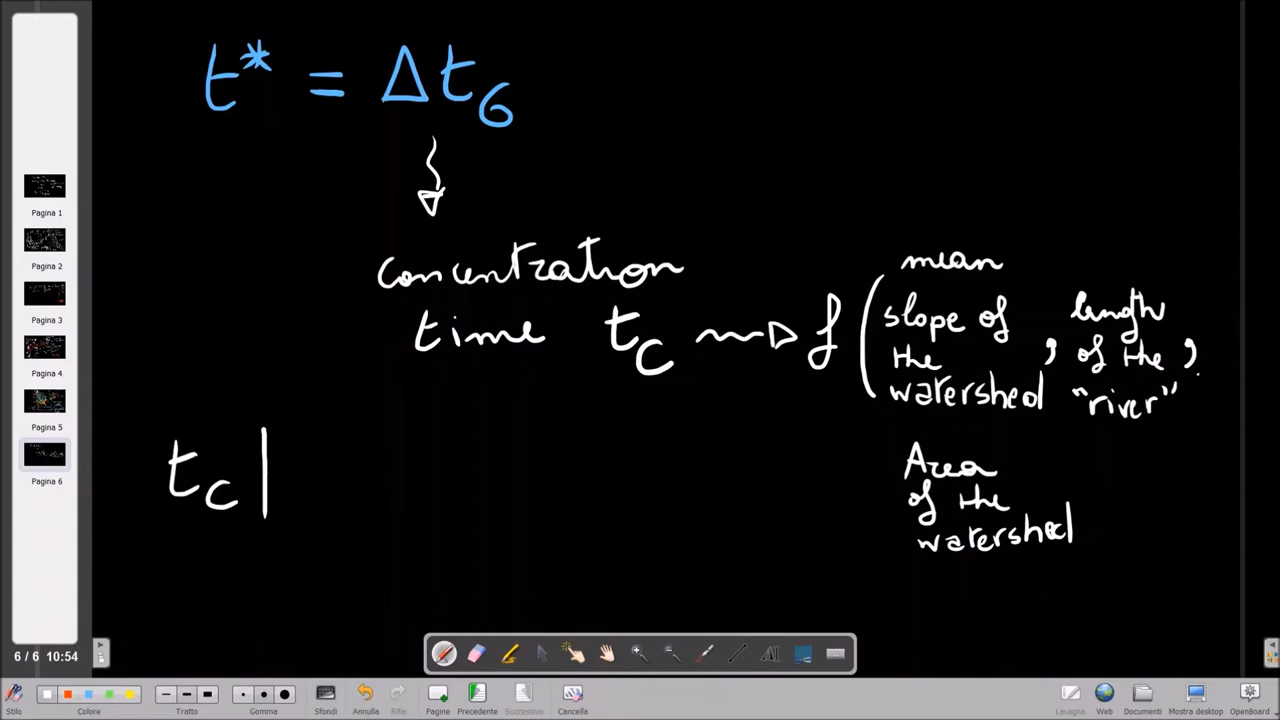 t* = Δt6
concentration
time tc ⇝ f (
mean
slope of
the
watershed
, length
of the
"river"
,
Area
of the
watershed
tc |
Pagina 1
Pagina 2
Pagina 3
Pagina 4
Pagina 5
Pagina 6
6 / 6 10:54
Stilo
Colore
Tratto
Gomma
Sfondi
Annulla
Rifai
Pagine
Precedente
Successivo
Cancella
Lavagna
Web
Documenti
Mostra desktop
OpenBoard
AI